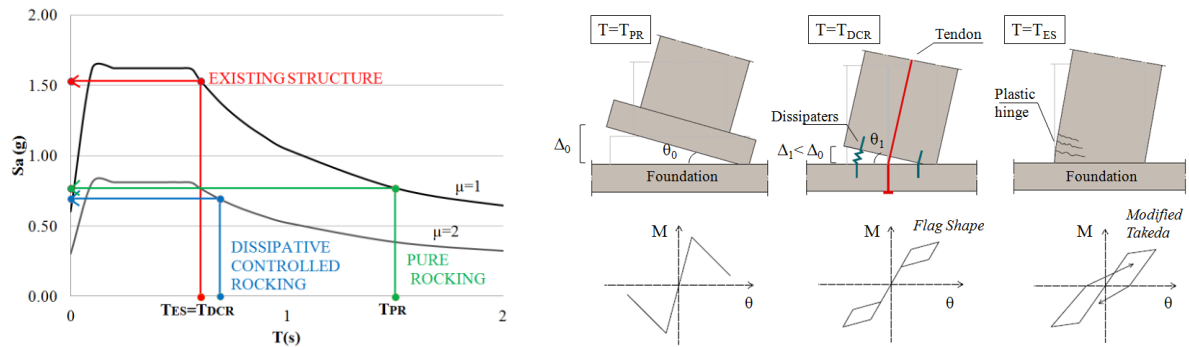 2.00
1.50
1.00
0.50
0.00
Sa (g)
EXISTING STRUCTURE
μ=1
μ=2
DISSIPATIVE
CONTROLLED
ROCKING
PURE
ROCKING
TES=TDCR
TPR
0
1
2
T(s)
T=TPR
Δ0
θ0
Foundation
T=TDCR
Tendon
Dissipaters
Δ1< Δ0
θ1
Foundation
T=TES
Plastic
hinge
Foundation
M
θ
M
Flag Shape
θ
M
Modified
Takeda
θ